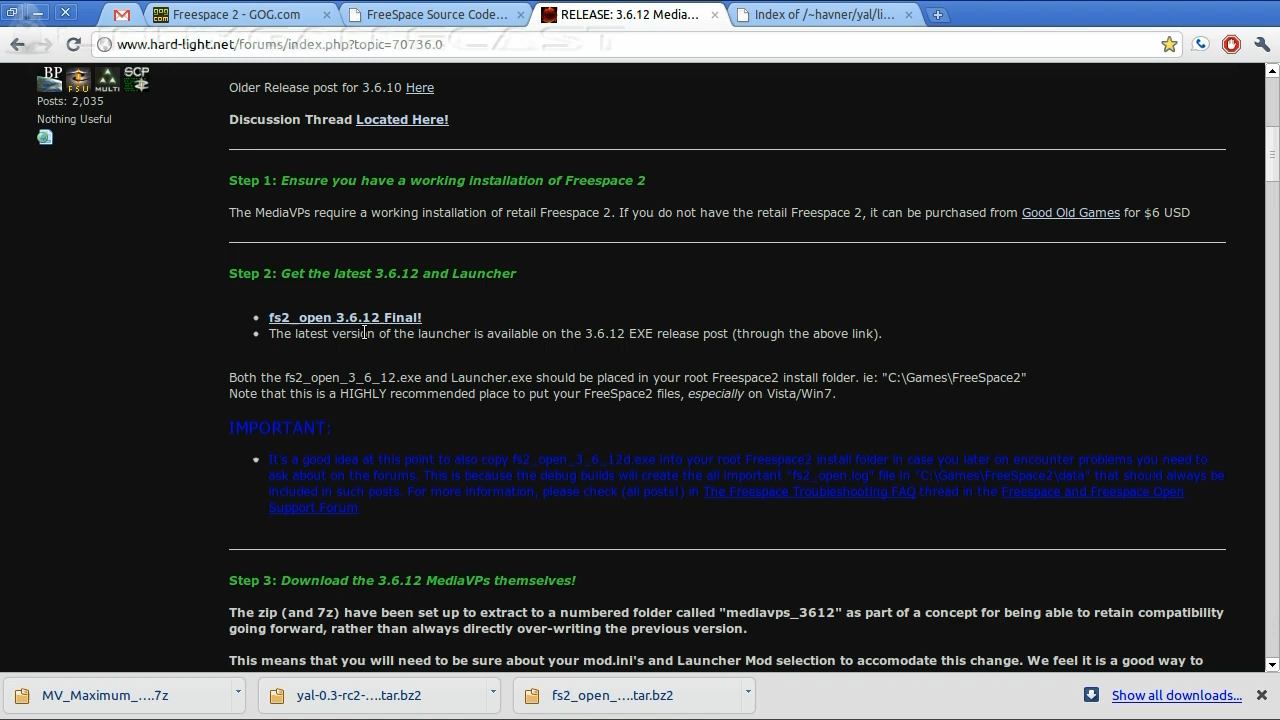 Freespace 2 - GOG.com
FreeSpace Source Code...
RELEASE: 3.6.12 Media...
Index of /~havner/yal/li...
www.hard-light.net/forums/index.php?topic=70736.0
BP
FSU
MULTI
SCP
Posts: 2,035
Nothing Useful
Older Release post for 3.6.10 Here
Discussion Thread Located Here!
Step 1: Ensure you have a working installation of Freespace 2
The MediaVPs require a working installation of retail Freespace 2. If you do not have the retail Freespace 2, it can be purchased from Good Old Games for $6 USD
Step 2: Get the latest 3.6.12 and Launcher
• fs2_open 3.6.12 Final!
• The latest version of the launcher is available on the 3.6.12 EXE release post (through the above link).
Both the fs2_open_3_6_12.exe and Launcher.exe should be placed in your root Freespace2 install folder. ie: "C:\Games\FreeSpace2"
Note that this is a HIGHLY recommended place to put your FreeSpace2 files, especially on Vista/Win7.
IMPORTANT:
• It's a good idea at this point to also copy fs2_open_3_6_12d.exe into your root Freespace2 install folder in case you later on encounter problems you need to
ask about on the forums. This is because the debug builds will create the all important "fs2_open.log" file in "C:\Games\FreeSpace2\data" that should always be
included in such posts. For more information, please check (all posts!) in The Freespace Troubleshooting FAQ thread in the Freespace and Freespace Open
Support Forum
Step 3: Download the 3.6.12 MediaVPs themselves!
The zip (and 7z) have been set up to extract to a numbered folder called "mediavps_3612" as part of a concept for being able to retain compatibility
going forward, rather than always directly over-writing the previous version.
This means that you will need to be sure about your mod.ini's and Launcher Mod selection to accomodate this change. We feel it is a good way to
MV_Maximum_....7z
yal-0.3-rc2-....tar.bz2
fs2_open_....tar.bz2
Show all downloads...